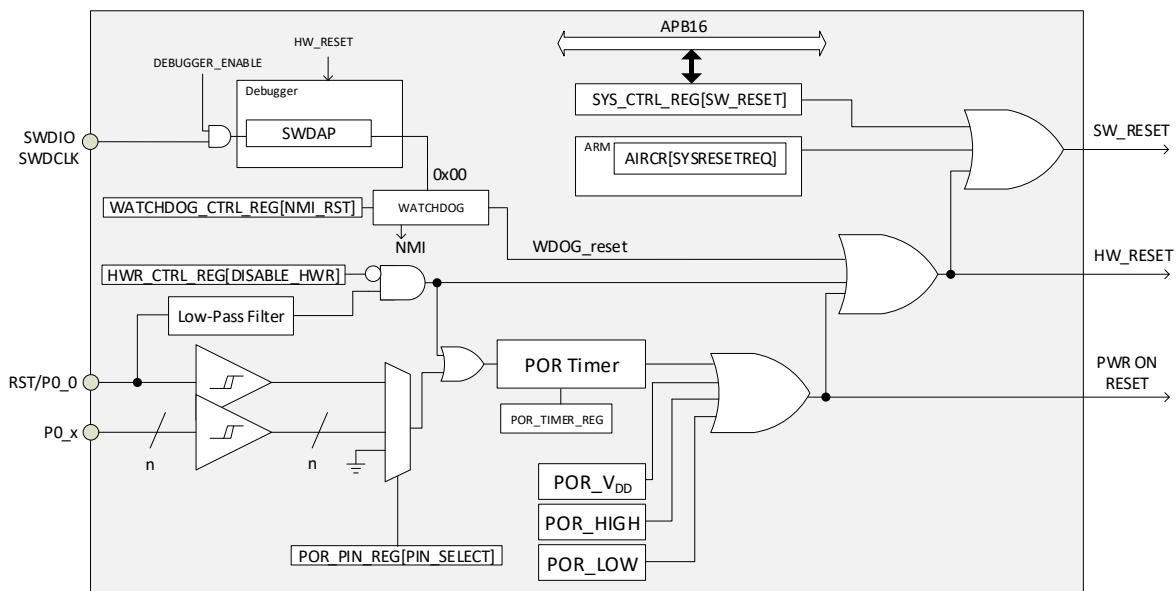 APB16
HW_RESET
DEBUGGER_ENABLE
Debugger
SYS_CTRL_REG[SW_RESET]
SWDIO
SWDCLK
SWDAP
SW_RESET
ARM
AIRCR[SYSRESETREQ]
0x00
WATCHDOG_CTRL_REG[NMI_RST]
WATCHDOG
NMI
WDOG_reset
HWR_CTRL_REG[DISABLE_HWR]
HW_RESET
Low-Pass Filter
RST/P0_0
POR Timer
PWR ON
RESET
POR_TIMER_REG
P0_x
n
n
POR_VDD
POR_HIGH
POR_PIN_REG[PIN_SELECT]
POR_LOW